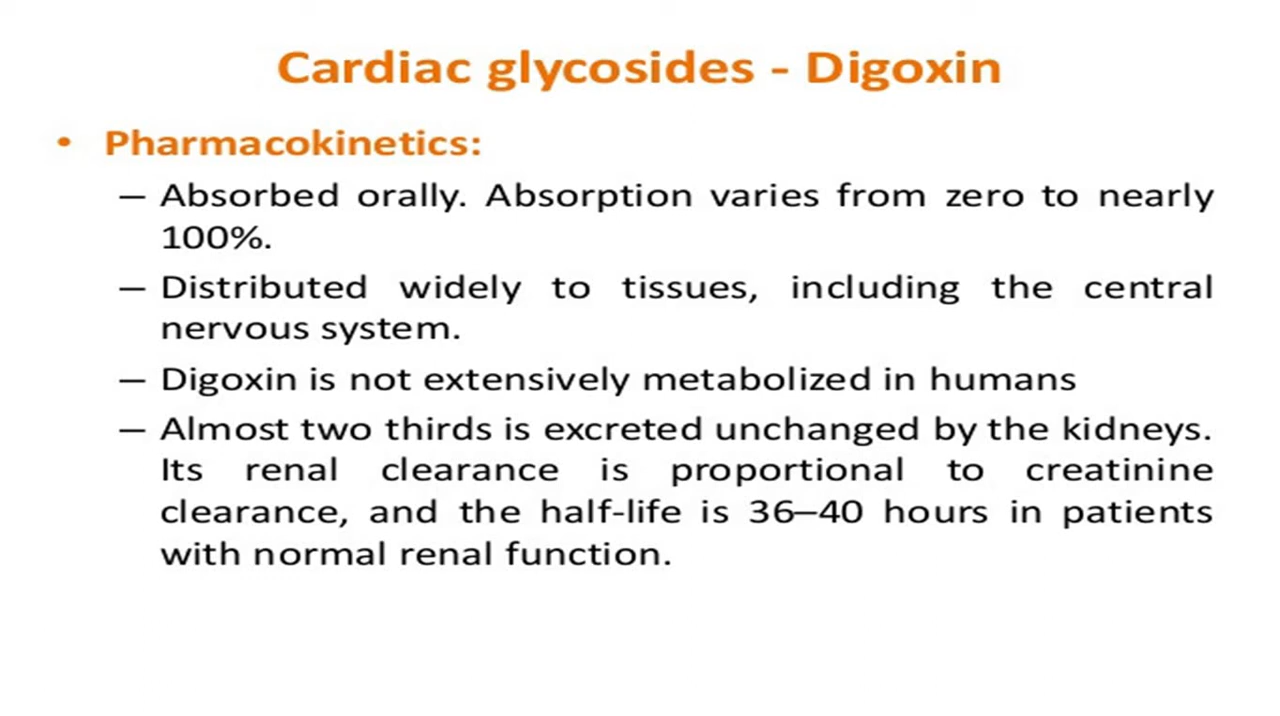 Cardiac glycosides - Digoxin
• Pharmacokinetics:
– Absorbed orally. Absorption varies from zero to nearly
100%.
– Distributed widely to tissues, including the central
nervous system.
– Digoxin is not extensively metabolized in humans
– Almost two thirds is excreted unchanged by the kidneys.
Its renal clearance is proportional to creatinine
clearance, and the half-life is 36–40 hours in patients
with normal renal function.